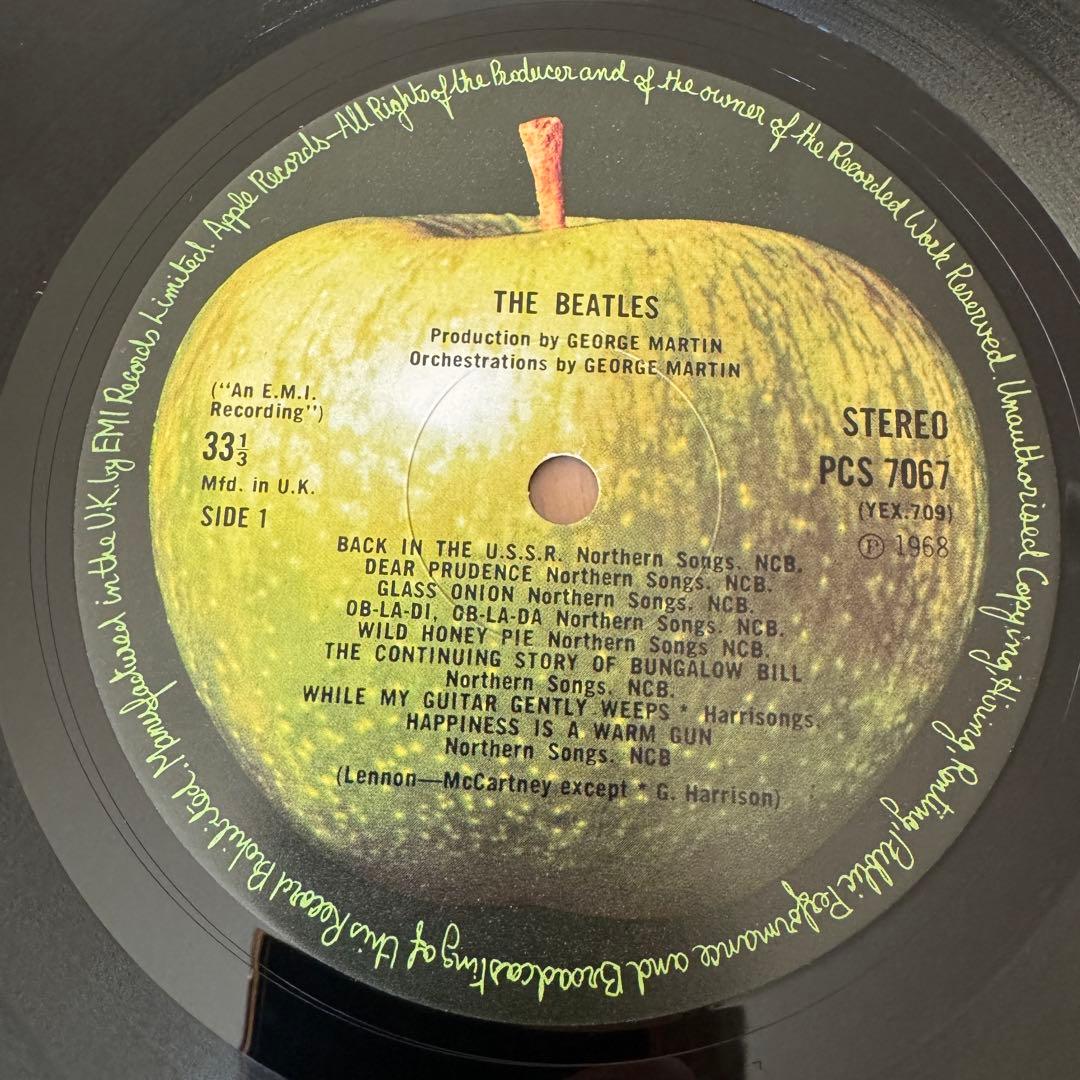 Apple Records—All Rights of the Producer and of the owner of the Recorded Work Reserved. Unauthorised Copying, Hiring, Renting, Public Performance and Broadcasting of this Record Prohibited. Manufactured in the U.K. by EMI Records Limited.
THE BEATLES
Production by GEORGE MARTIN
Orchestrations by GEORGE MARTIN
("An E.M.I.
Recording")
33⅓
Mfd. in U.K.
SIDE 1
STEREO
PCS 7067
(YEX.709)
Ⓟ 1968
BACK IN THE U.S.S.R. Northern Songs. NCB.
DEAR PRUDENCE Northern Songs. NCB.
GLASS ONION Northern Songs. NCB.
OB-LA-DI, OB-LA-DA Northern Songs. NCB.
WILD HONEY PIE Northern Songs NCB.
THE CONTINUING STORY OF BUNGALOW BILL
Northern Songs. NCB.
WHILE MY GUITAR GENTLY WEEPS * Harrisongs.
HAPPINESS IS A WARM GUN
Northern Songs. NCB
(Lennon—McCartney except * G. Harrison)